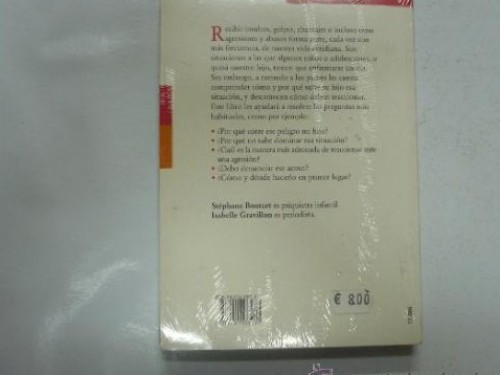 Recibir insultos, golpes, chantajes o incluso otras
agresiones y abusos forma parte, cada vez con
más frecuencia, de nuestra vida cotidiana. Son
situaciones a las que algunos niños o adolescentes, o
quizá nuestro hijo, tienen que enfrentarse
Sin embargo, a menudo a los padres les cuesta
comprender cómo y por qué sufre su hijo esa
situación, y desconocen cómo deben reaccionar.
Este libro les ayudará a resolver las preguntas más
habituales, como por ejemplo:
• ¿Por qué corre ese peligro mi hijo?
• ¿Por qué no sabe dominar esa situación?
• ¿Cuál es la manera más adecuada de reaccionar ante
una agresión?
• ¿Debo denunciar ese acoso?
• ¿Cómo y dónde hacerlo en primer lugar?
Stéphane Bourcet es psiquiatra infantil
Isabelle Gravillon es periodista.
€ 8.00